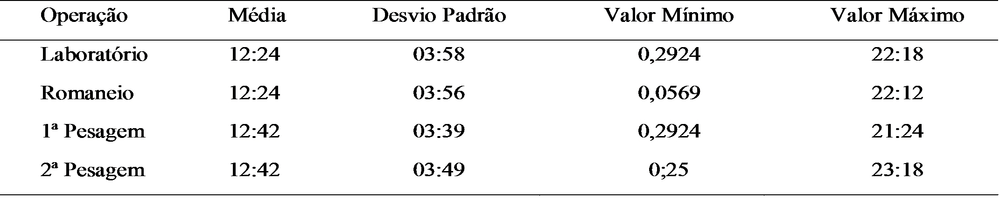 Operação Média Desvio Padrão Valor Mínimo Valor Máximo
Laboratório 12:24 03:58 0,2924 22:18
Romaneio 12:24 03:56 0,0569 22:12
1ª Pesagem 12:42 03:39 0,2924 21:24
2ª Pesagem 12:42 03:49 0;25 23:18